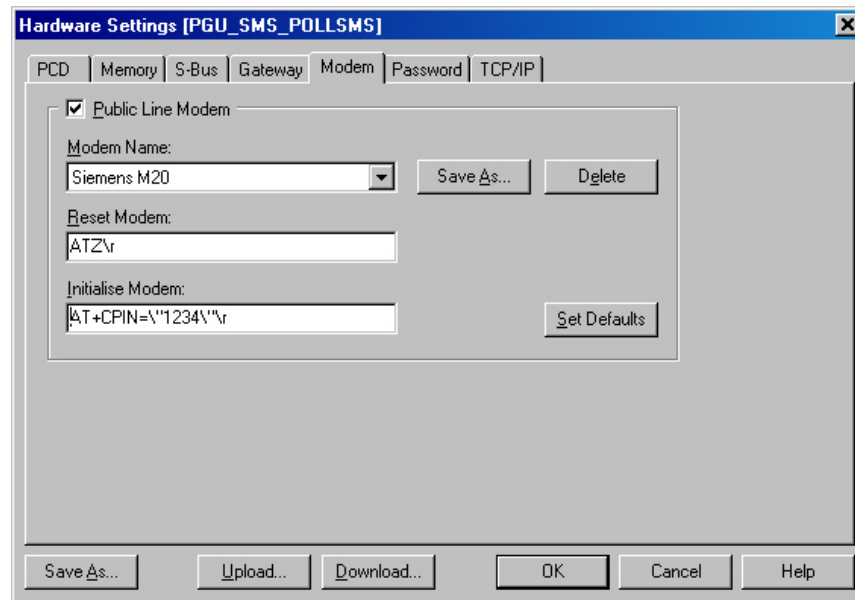 Hardware Settings [PGU_SMS_POLLSMS]
PCD Memory S-Bus Gateway Modem Password TCP/IP
Public Line Modem
Modem Name:
Siemens M20 Save As... Delete
Reset Modem:
ATZ\r
Initialise Modem:
AT+CPIN=\"1234\"\r Set Defaults
Save As... Upload... Download... OK Cancel Help